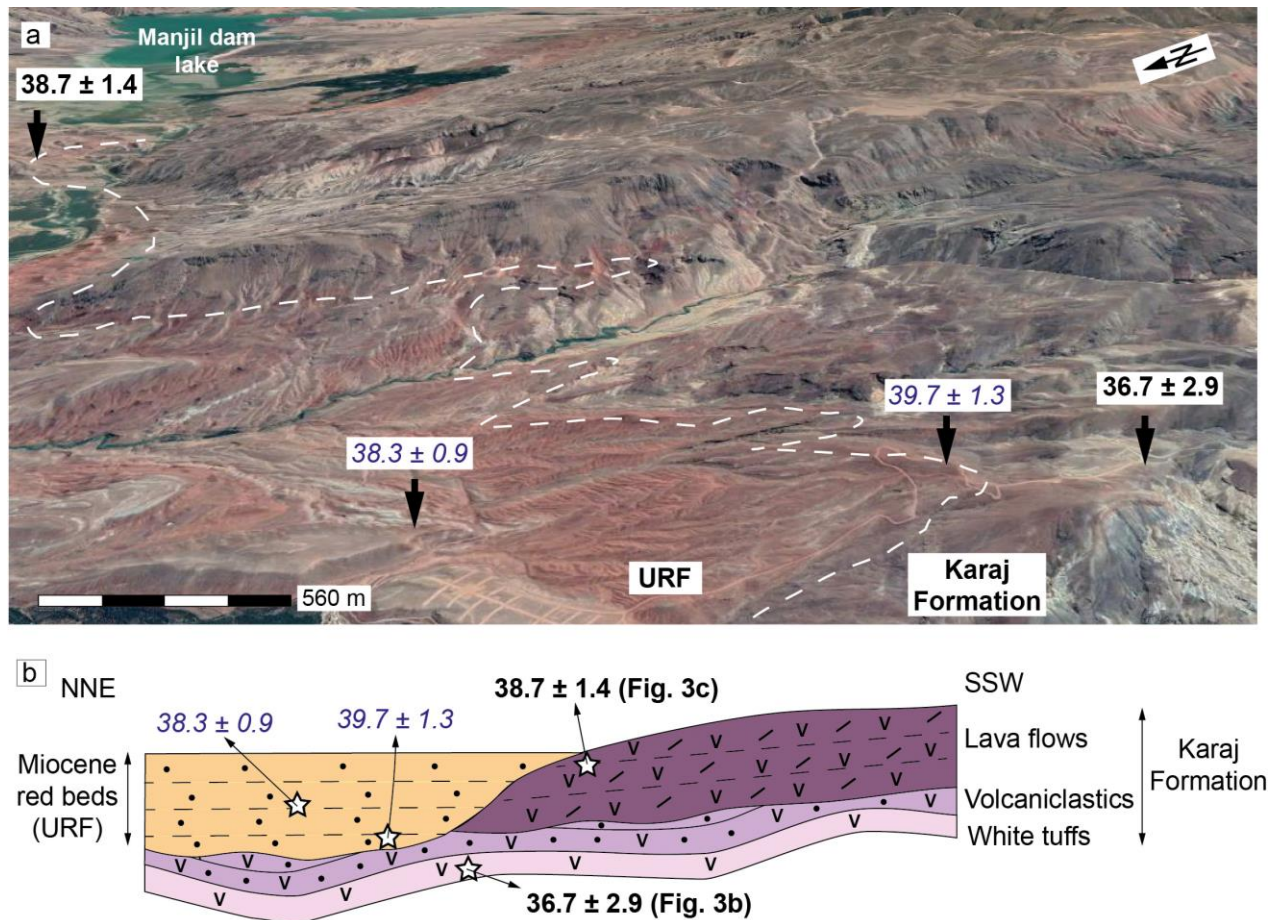 a
Manjil dam
lake
N
38.7 ± 1.4
39.7 ± 1.3
36.7 ± 2.9
38.3 ± 0.9
URF
Karaj
Formation
560 m
b
NNE
38.3 ± 0.9
39.7 ± 1.3
38.7 ± 1.4 (Fig. 3c)
SSW
Miocene
red beds
(URF)
Lava flows
Volcaniclastics
White tuffs
Karaj
Formation
36.7 ± 2.9 (Fig. 3b)